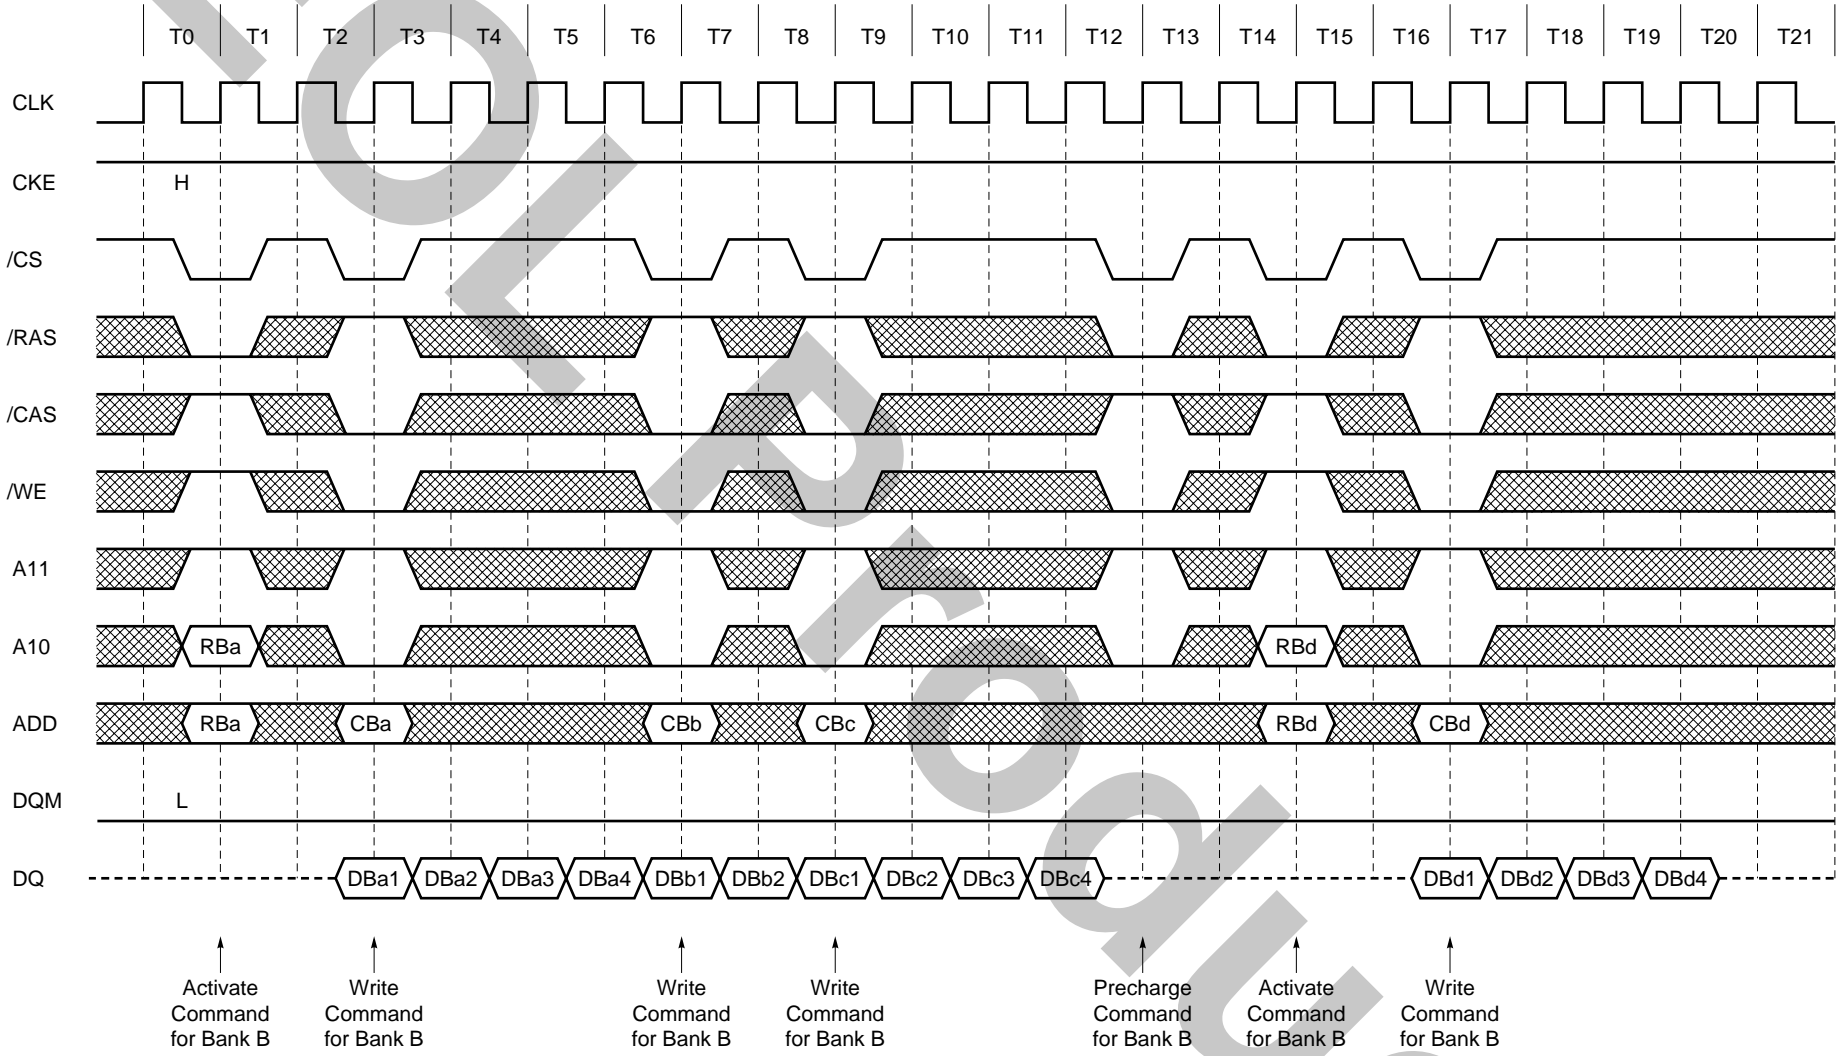 T0 T1 T2 T3 T4 T5 T6 T7 T8 T9 T10 T11 T12 T13 T14 T15 T16 T17 T18 T19 T20 T21
CLK
CKE H
/CS
/RAS
/CAS
/WE
A11
A10 RBa RBd
ADD RBa CBa CBb CBc RBd CBd
DQM L
DQ DBa1 DBa2 DBa3 DBa4 DBb1 DBb2 DBc1 DBc2 DBc3 DBc4 DBd1 DBd2 DBd3 DBd4
Activate
Command
for Bank B
Write
Command
for Bank B
Write
Command
for Bank B
Write
Command
for Bank B
Precharge
Command
for Bank B
Activate
Command
for Bank B
Write
Command
for Bank B